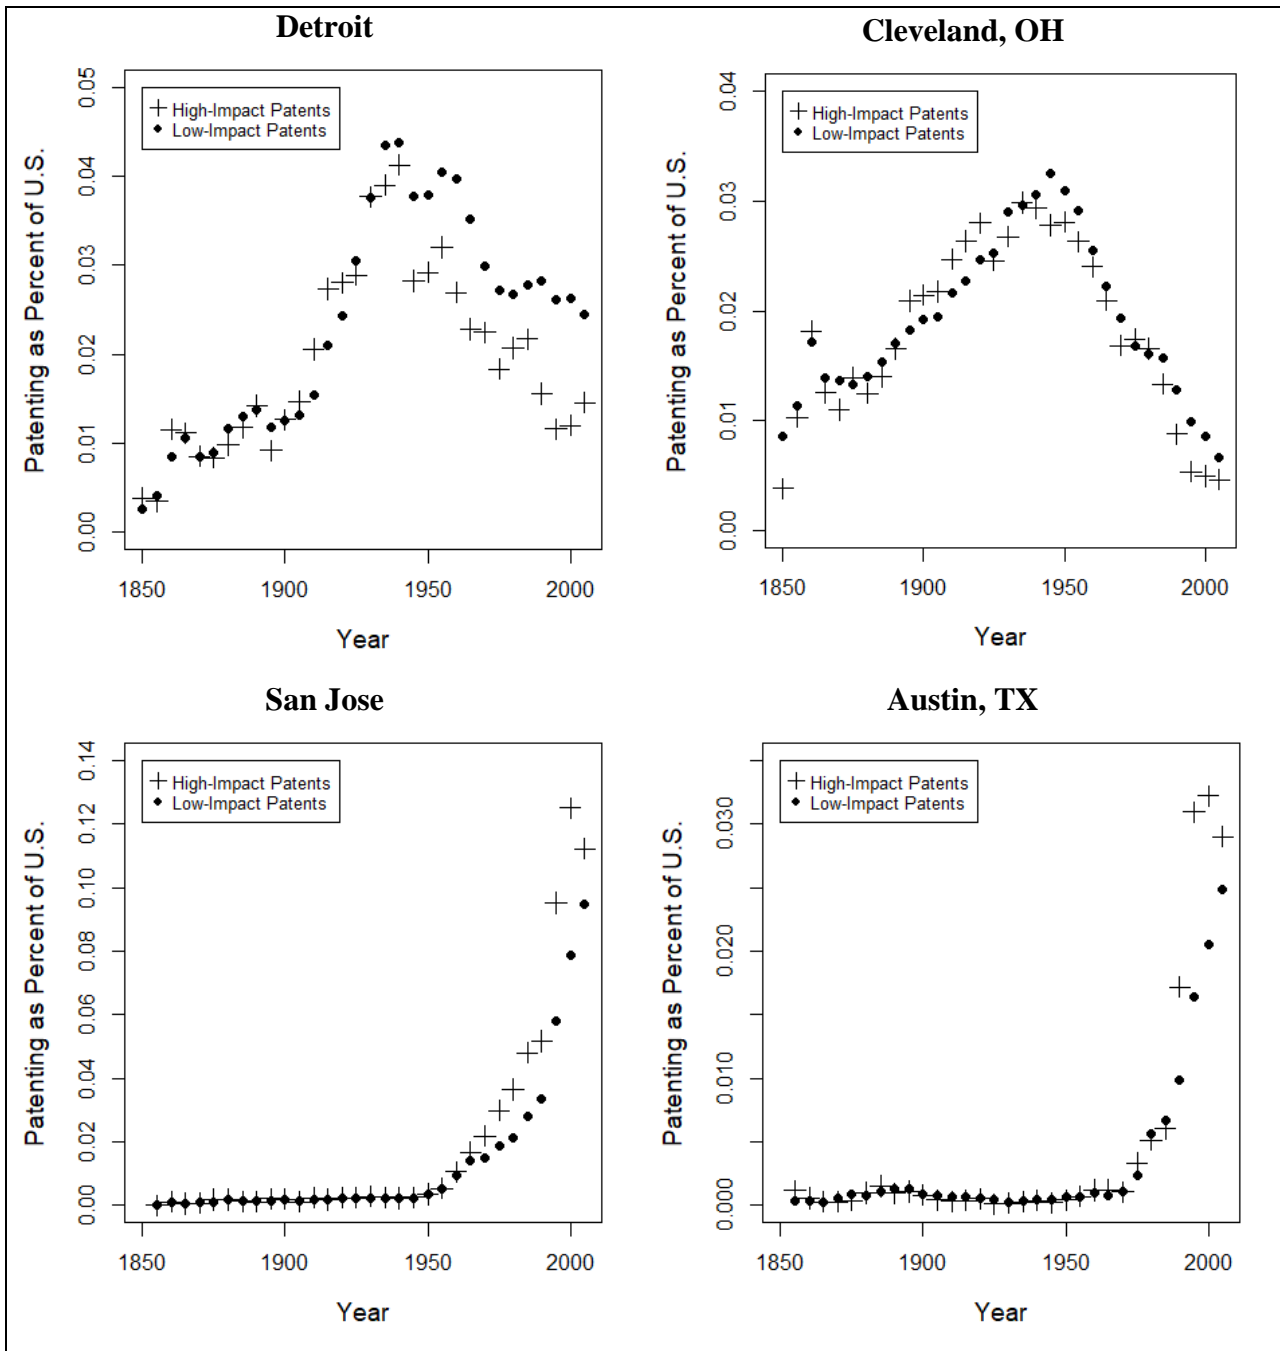 Detroit
Patenting as Percent of U.S.
0.05
0.04
0.03
0.02
0.01
0.00
High-Impact Patents
Low-Impact Patents
1850 1900 1950 2000
Year
Cleveland, OH
Patenting as Percent of U.S.
0.04
0.03
0.02
0.01
0.00
High-Impact Patents
Low-Impact Patents
1850 1900 1950 2000
Year
San Jose
Patenting as Percent of U.S.
0.14
0.12
0.10
0.08
0.06
0.04
0.02
0.00
High-Impact Patents
Low-Impact Patents
1850 1900 1950 2000
Year
Austin, TX
Patenting as Percent of U.S.
0.030
0.020
0.010
0.000
High-Impact Patents
Low-Impact Patents
1850 1900 1950 2000
Year